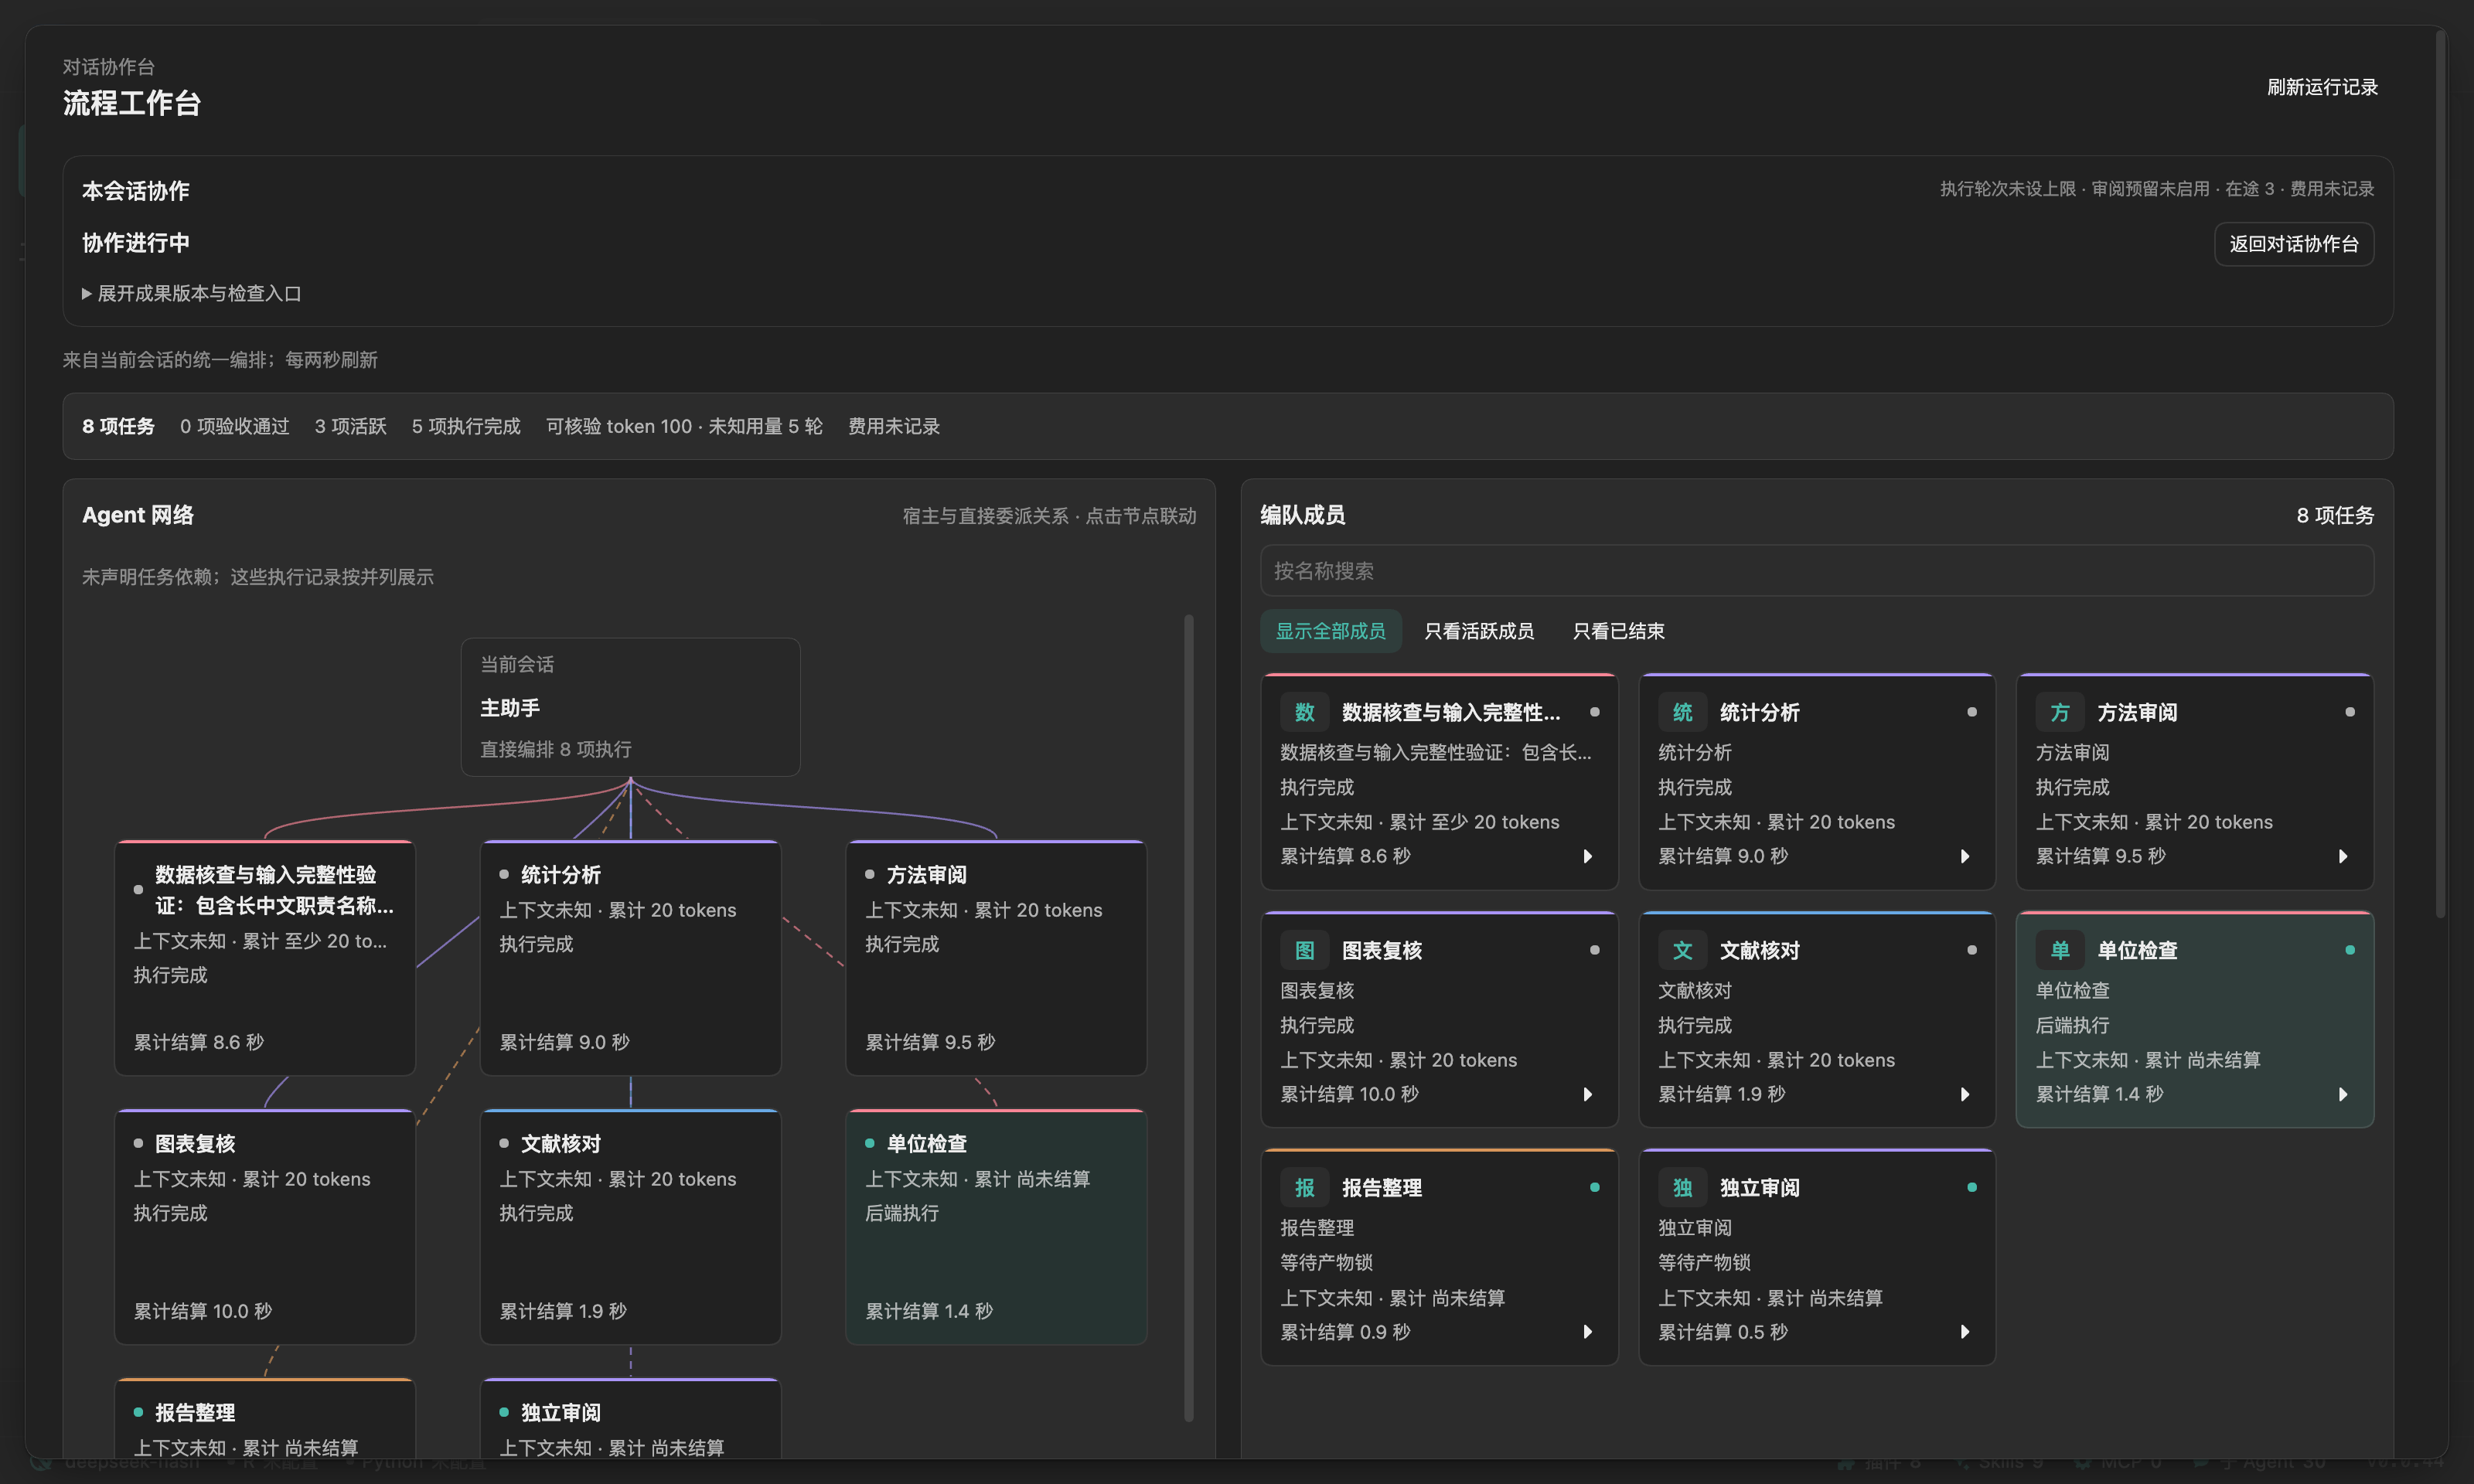 对话协作台
流程工作台
刷新运行记录
本会话协作
执行轮次未设上限 · 审阅预留未启用 · 在途 3 · 费用未记录
协作进行中
返回对话协作台
展开成果版本与检查入口
来自当前会话的统一编排；每两秒刷新
8 项任务 0 项验收通过 3 项活跃 5 项执行完成 可核验 token 100 · 未知用量 5 轮 费用未记录
Agent 网络
宿主与直接委派关系 · 点击节点联动
未声明任务依赖；这些执行记录按并列展示
当前会话
主助手
直接编排 8 项执行
数据核查与输入完整性验
证：包含长中文职责名称...
上下文未知 · 累计 至少 20 to...
执行完成
累计结算 8.6 秒
统计分析
上下文未知 · 累计 20 tokens
执行完成
累计结算 9.0 秒
方法审阅
上下文未知 · 累计 20 tokens
执行完成
累计结算 9.5 秒
图表复核
上下文未知 · 累计 20 tokens
执行完成
累计结算 10.0 秒
文献核对
上下文未知 · 累计 20 tokens
执行完成
累计结算 1.9 秒
单位检查
上下文未知 · 累计 尚未结算
后端执行
累计结算 1.4 秒
报告整理
上下文未知 · 累计 尚未结算
独立审阅
上下文未知 · 累计 尚未结算
编队成员
8 项任务
按名称搜索
显示全部成员 只看活跃成员 只看已结束
数 数据核查与输入完整性...
数据核查与输入完整性验证：包含长...
执行完成
上下文未知 · 累计 至少 20 tokens
累计结算 8.6 秒
统 统计分析
统计分析
执行完成
上下文未知 · 累计 20 tokens
累计结算 9.0 秒
方 方法审阅
方法审阅
执行完成
上下文未知 · 累计 20 tokens
累计结算 9.5 秒
图 图表复核
图表复核
执行完成
上下文未知 · 累计 20 tokens
累计结算 10.0 秒
文 文献核对
文献核对
执行完成
上下文未知 · 累计 20 tokens
累计结算 1.9 秒
单 单位检查
单位检查
后端执行
上下文未知 · 累计 尚未结算
累计结算 1.4 秒
报 报告整理
报告整理
等待产物锁
上下文未知 · 累计 尚未结算
累计结算 0.9 秒
独 独立审阅
独立审阅
等待产物锁
上下文未知 · 累计 尚未结算
累计结算 0.5 秒